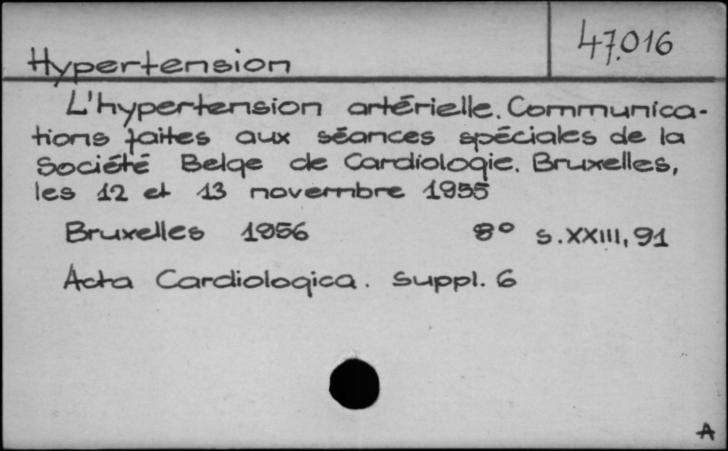 Hypertension
47.016
L'hypertension artérielle. Communica-
tions faites aux séances spéciales de la
Société Belge de Cardiologie. Bruxelles,
les 12 et 13 novembre 1955
Bruxelles 1956 8° s. XXIII, 91
Acta Cardiologica. Suppl. 6
A